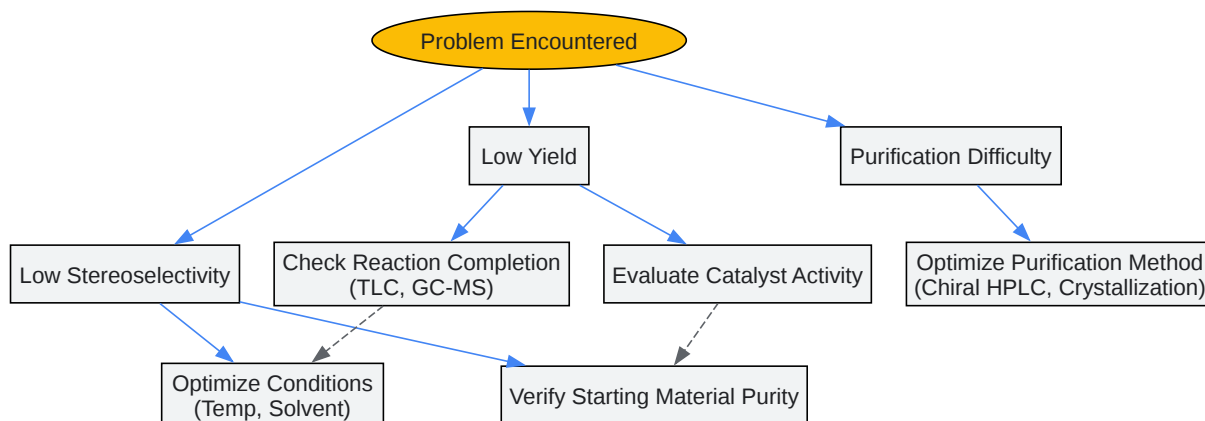 Problem Encountered
Low Yield
Purification Difficulty
Low Stereoselectivity
Check Reaction Completion
(TLC, GC-MS)
Evaluate Catalyst Activity
Optimize Purification Method
(Chiral HPLC, Crystallization)
Optimize Conditions
(Temp, Solvent)
Verify Starting Material Purity